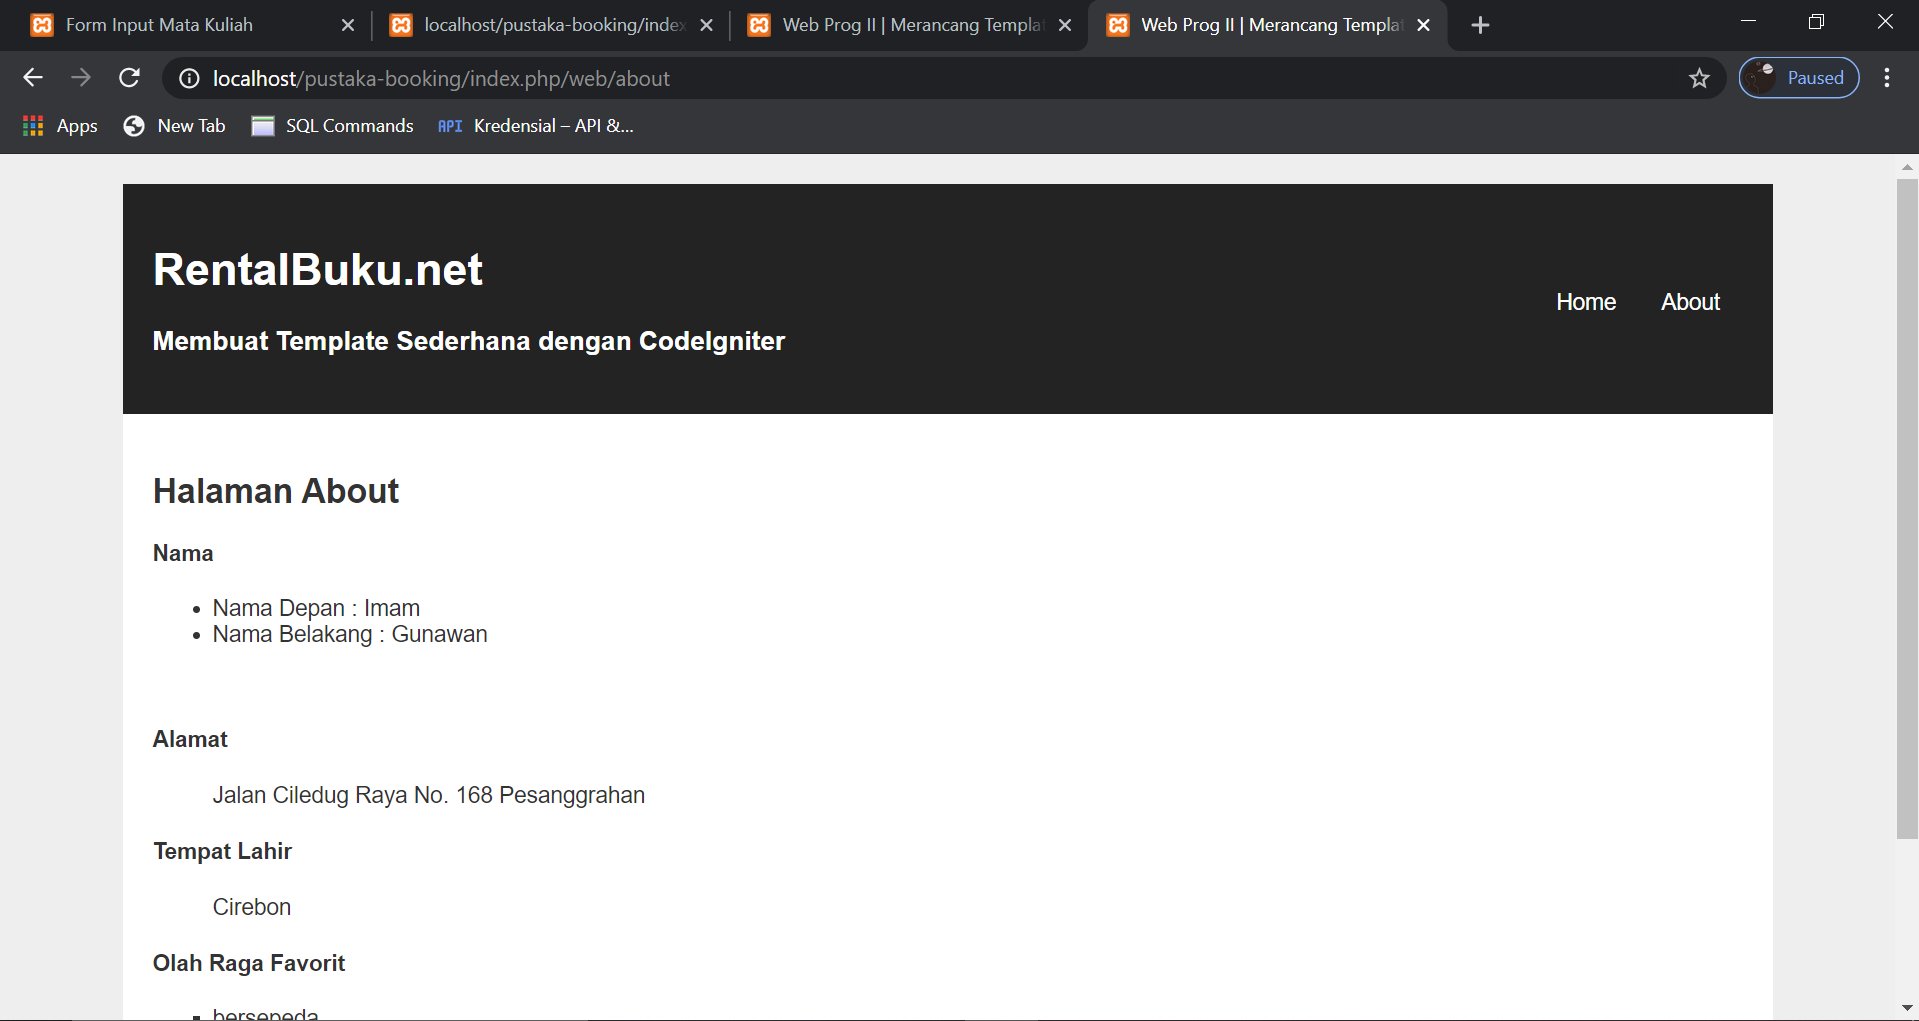 Form Input Mata Kuliah
localhost/pustaka-booking/index
Web Prog II | Merancang Templat
Web Prog II | Merancang Templat
localhost/pustaka-booking/index.php/web/about
Paused
Apps
New Tab
SQL Commands
API Kredensial – API &...
RentalBuku.net
Membuat Template Sederhana dengan CodeIgniter
Home
About
Halaman About
Nama
Nama Depan : Imam
Nama Belakang : Gunawan
Alamat
Jalan Ciledug Raya No. 168 Pesanggrahan
Tempat Lahir
Cirebon
Olah Raga Favorit
bersepeda